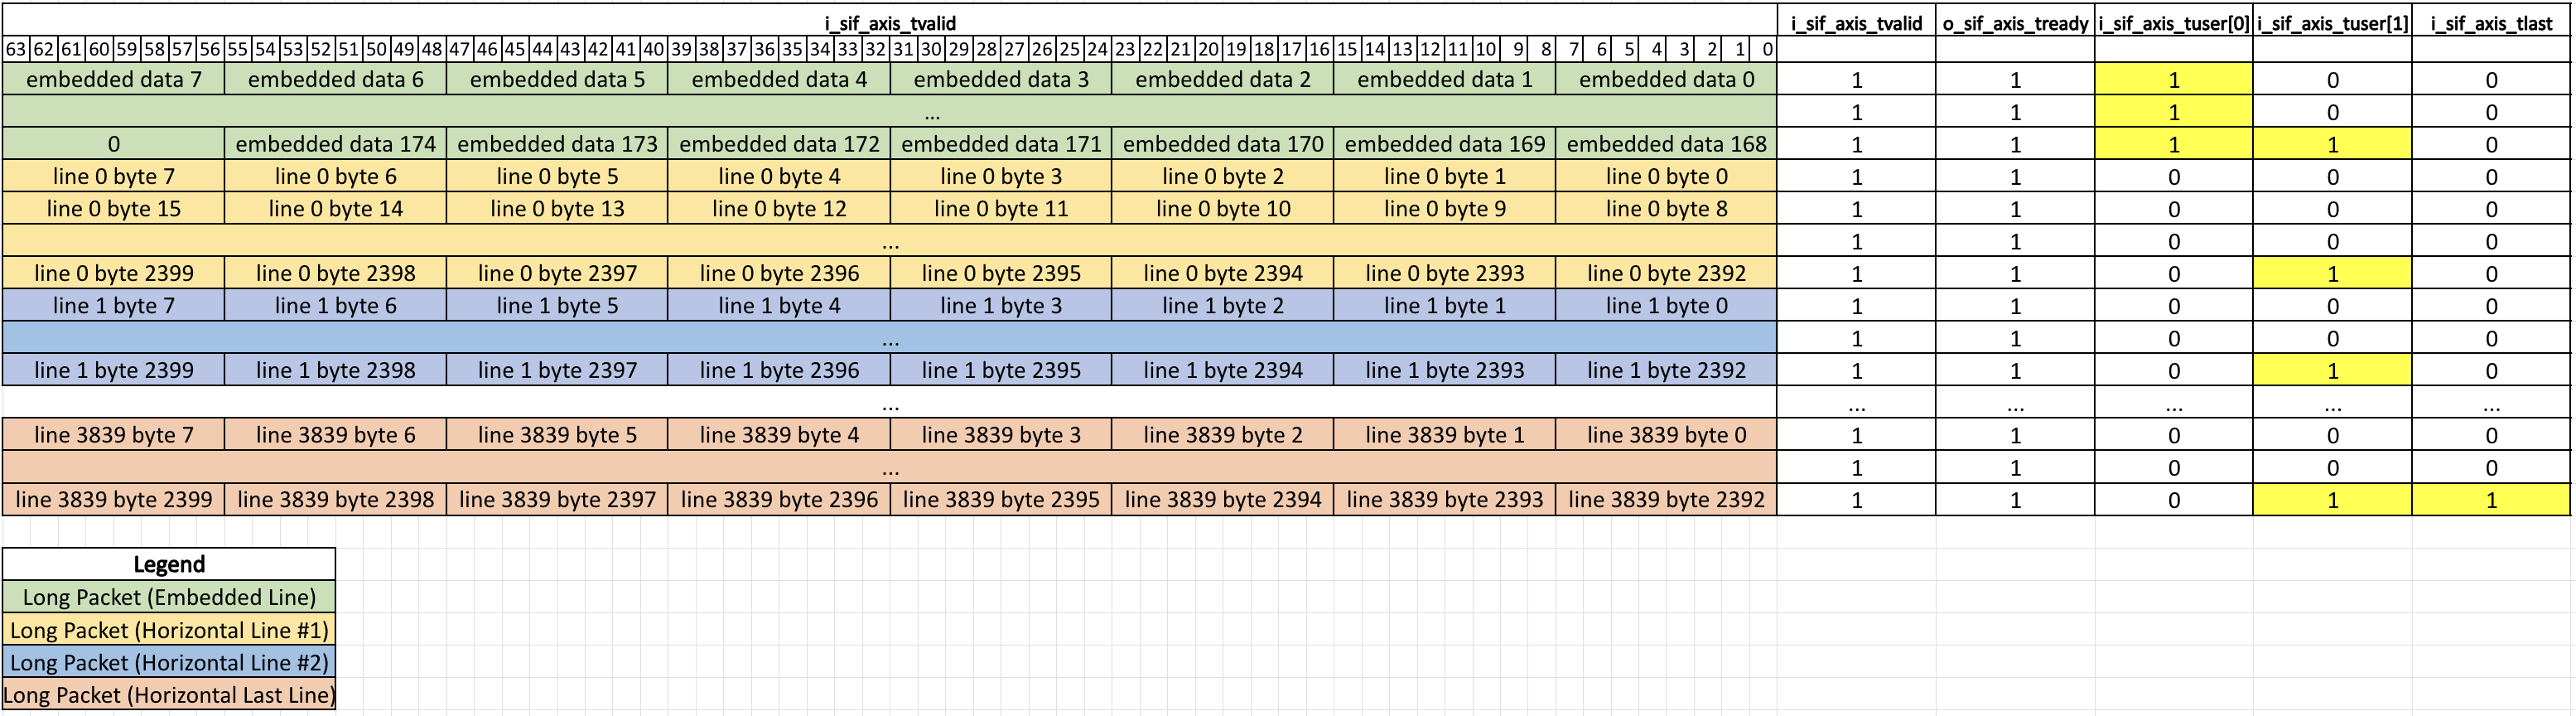 i_sif_axis_tvalid i_sif_axis_tvalid o_sif_axis_tready i_sif_axis_tuser[0] i_sif_axis_tuser[1] i_sif_axis_tlast
63 62 61 60 59 58 57 56 55 54 53 52 51 50 49 48 47 46 45 44 43 42 41 40 39 38 37 36 35 34 33 32 31 30 29 28 27 26 25 24 23 22 21 20 19 18 17 16 15 14 13 12 11 10 9 8 7 6 5 4 3 2 1 0
embedded data 7 embedded data 6 embedded data 5 embedded data 4 embedded data 3 embedded data 2 embedded data 1 embedded data 0 1 1 1 0 0
... 1 1 1 0 0
0 embedded data 174 embedded data 173 embedded data 172 embedded data 171 embedded data 170 embedded data 169 embedded data 168 1 1 1 1 0
line 0 byte 7 line 0 byte 6 line 0 byte 5 line 0 byte 4 line 0 byte 3 line 0 byte 2 line 0 byte 1 line 0 byte 0 1 1 0 0 0
line 0 byte 15 line 0 byte 14 line 0 byte 13 line 0 byte 12 line 0 byte 11 line 0 byte 10 line 0 byte 9 line 0 byte 8 1 1 0 0 0
... 1 1 0 0 0
line 0 byte 2399 line 0 byte 2398 line 0 byte 2397 line 0 byte 2396 line 0 byte 2395 line 0 byte 2394 line 0 byte 2393 line 0 byte 2392 1 1 0 1 0
line 1 byte 7 line 1 byte 6 line 1 byte 5 line 1 byte 4 line 1 byte 3 line 1 byte 2 line 1 byte 1 line 1 byte 0 1 1 0 0 0
... 1 1 0 0 0
line 1 byte 2399 line 1 byte 2398 line 1 byte 2397 line 1 byte 2396 line 1 byte 2395 line 1 byte 2394 line 1 byte 2393 line 1 byte 2392 1 1 0 1 0
... ... ... ... ... ...
line 3839 byte 7 line 3839 byte 6 line 3839 byte 5 line 3839 byte 4 line 3839 byte 3 line 3839 byte 2 line 3839 byte 1 line 3839 byte 0 1 1 0 0 0
... 1 1 0 0 0
line 3839 byte 2399 line 3839 byte 2398 line 3839 byte 2397 line 3839 byte 2396 line 3839 byte 2395 line 3839 byte 2394 line 3839 byte 2393 line 3839 byte 2392 1 1 0 1 1
Legend
Long Packet (Embedded Line)
Long Packet (Horizontal Line #1)
Long Packet (Horizontal Line #2)
Long Packet (Horizontal Last Line)